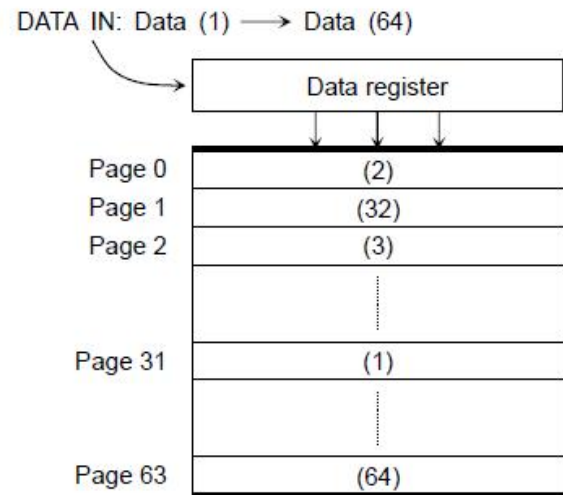 DATA IN: Data (1) ⟶ Data (64)
Data register
Page 0 (2)
Page 1 (32)
Page 2 (3)
Page 31 (1)
Page 63 (64)